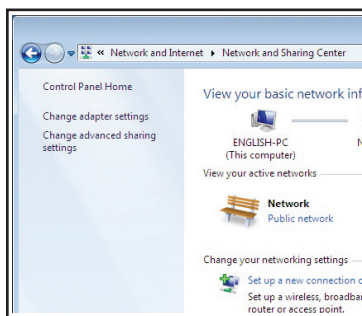 « Network and Internet ▸ Network and Sharing Center
Control Panel Home
Change adapter settings
Change advanced sharing
settings
View your basic network inf
ENGLISH-PC
(This computer)
N
View your active networks
Network
Public network
Change your networking settings
Set up a new connection o
Set up a wireless, broadba
router or access point.